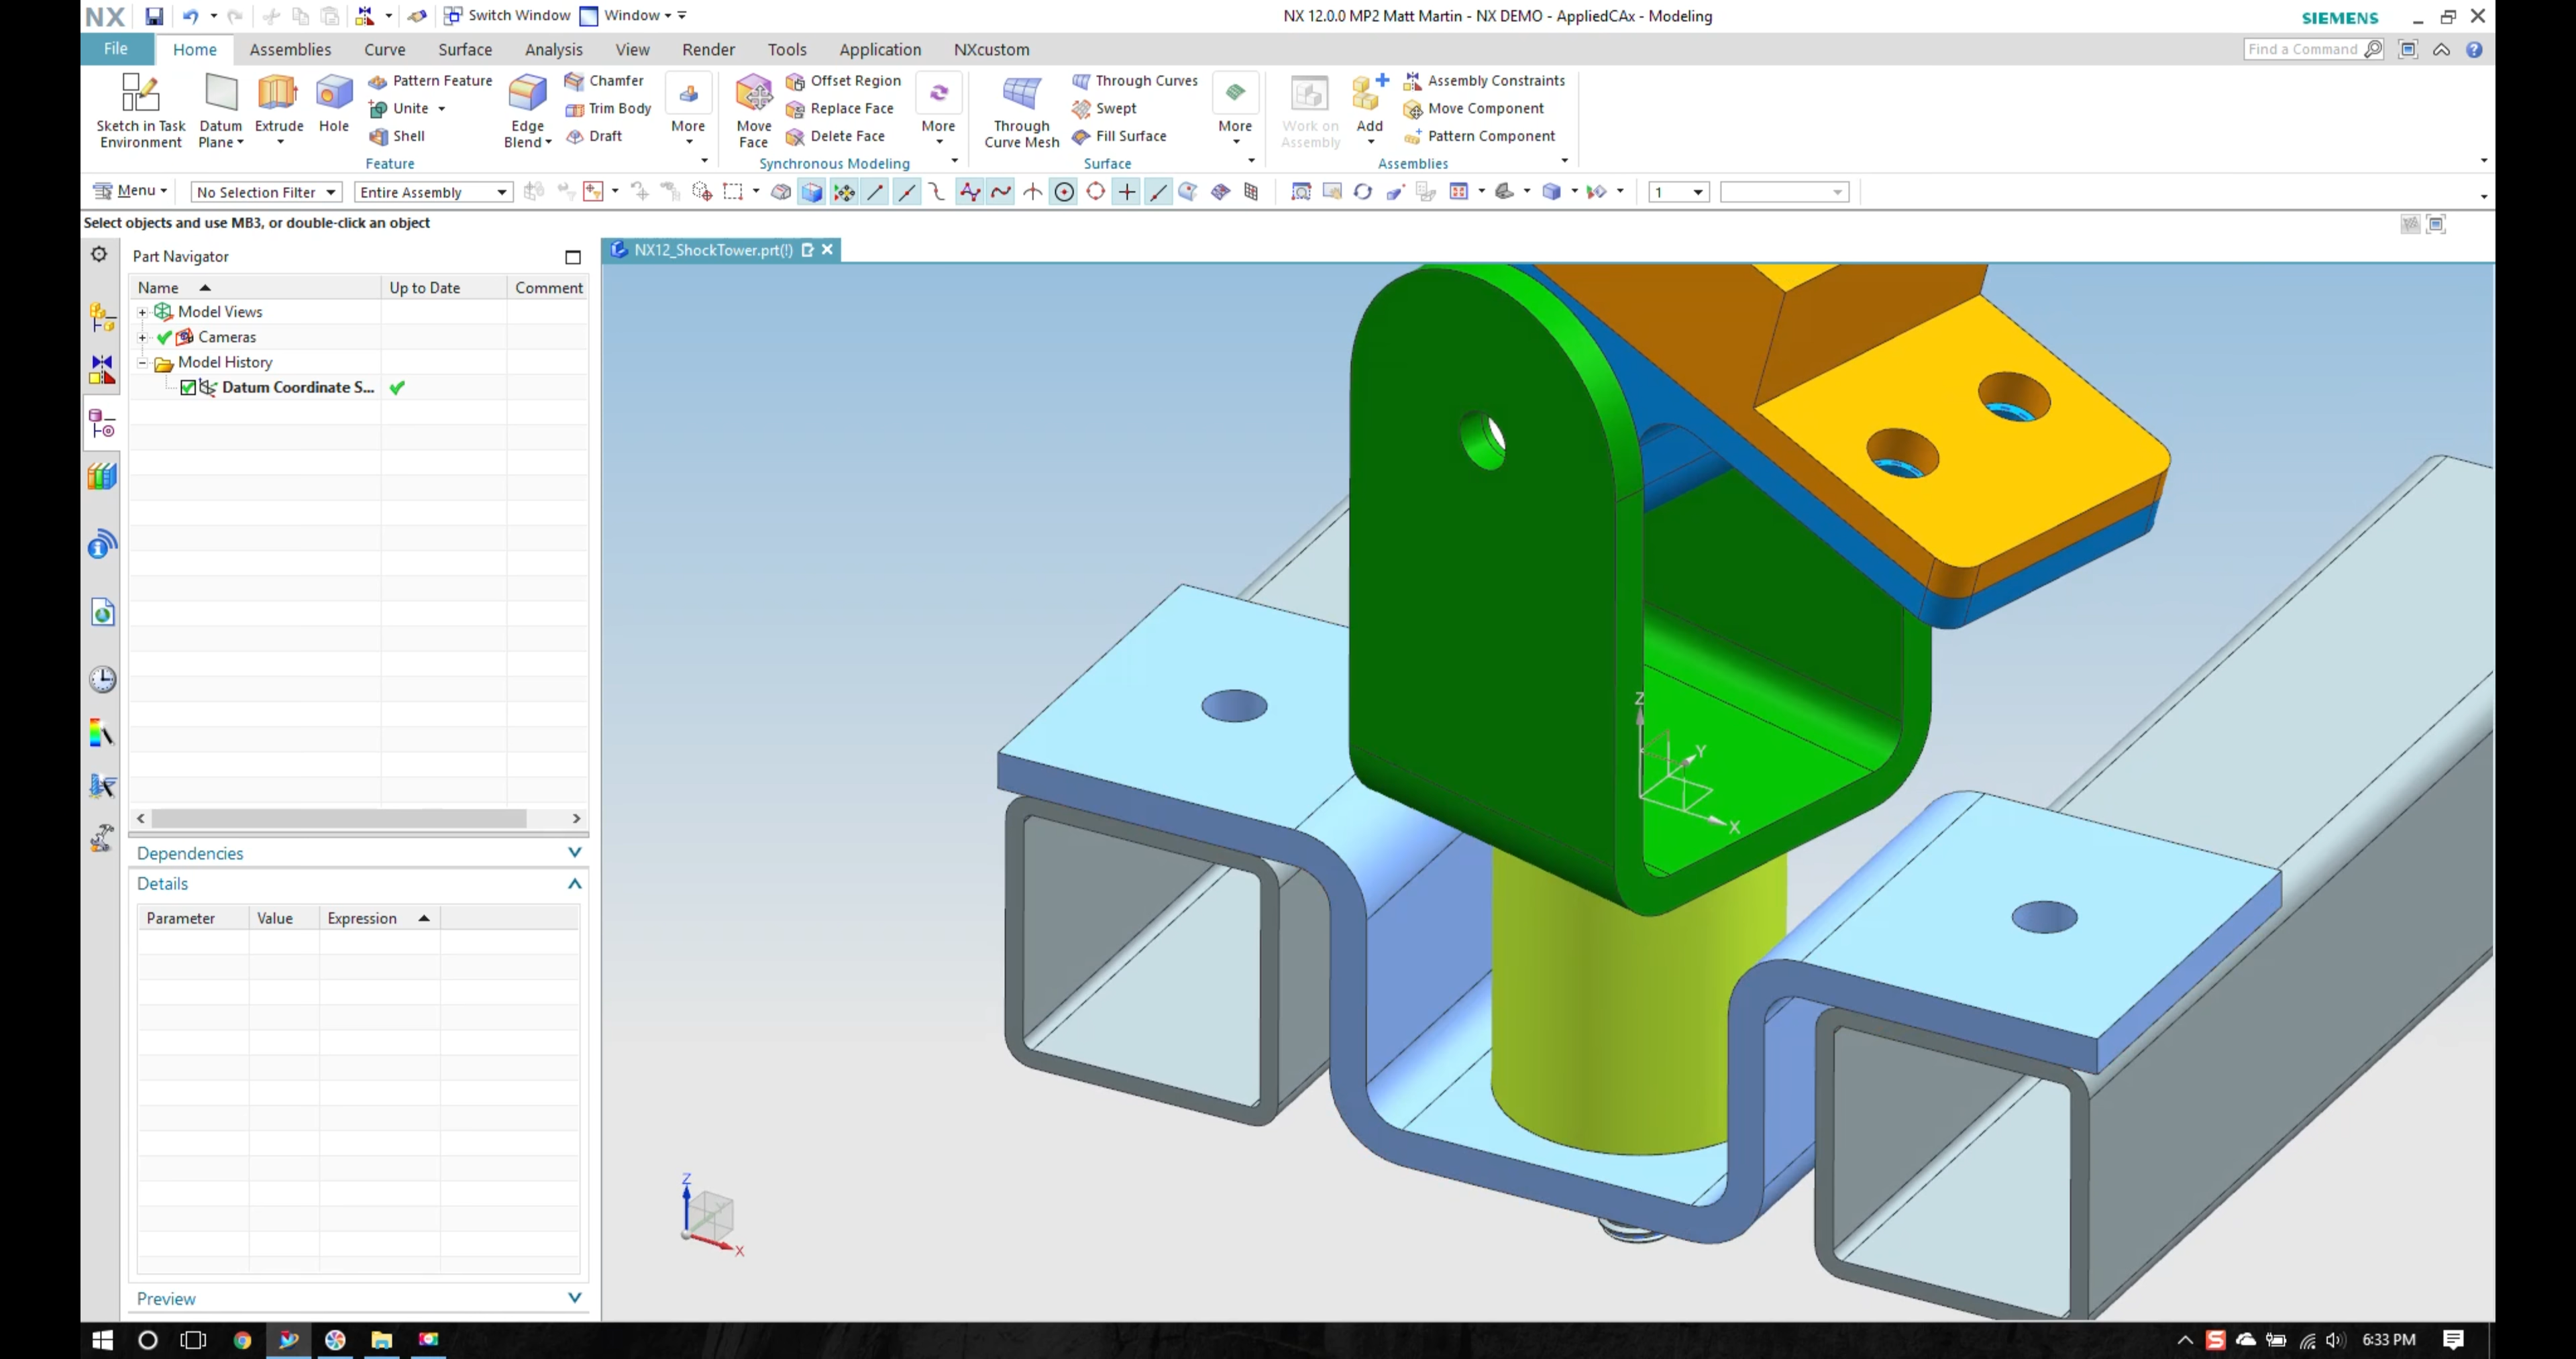 NX Switch Window Window NX 12.0.0 MP2 Matt Martin - NX DEMO - AppliedCAx - Modeling SIEMENS
File Home Assemblies Curve Surface Analysis View Render Tools Application NXcustom Find a Command
Pattern Feature Chamfer Offset Region Through Curves Assembly Constraints
Unite Trim Body Replace Face Swept Move Component
Sketch in Task Datum Extrude Hole Edge More Move More Through More Work on Add
Shell Draft Delete Face Fill Surface Pattern Component
Environment Plane Blend Face Curve Mesh Assembly
Feature Synchronous Modeling Surface Assemblies
Menu No Selection Filter Entire Assembly 1
Select objects and use MB3, or double-click an object
Part Navigator NX12_ShockTower.prt(!)
Name Up to Date Comment
Model Views
Cameras
Model History
Datum Coordinate S...
Z
Y
X
Dependencies
Details
Parameter Value Expression
Z
Y
X
Preview
6:33 PM